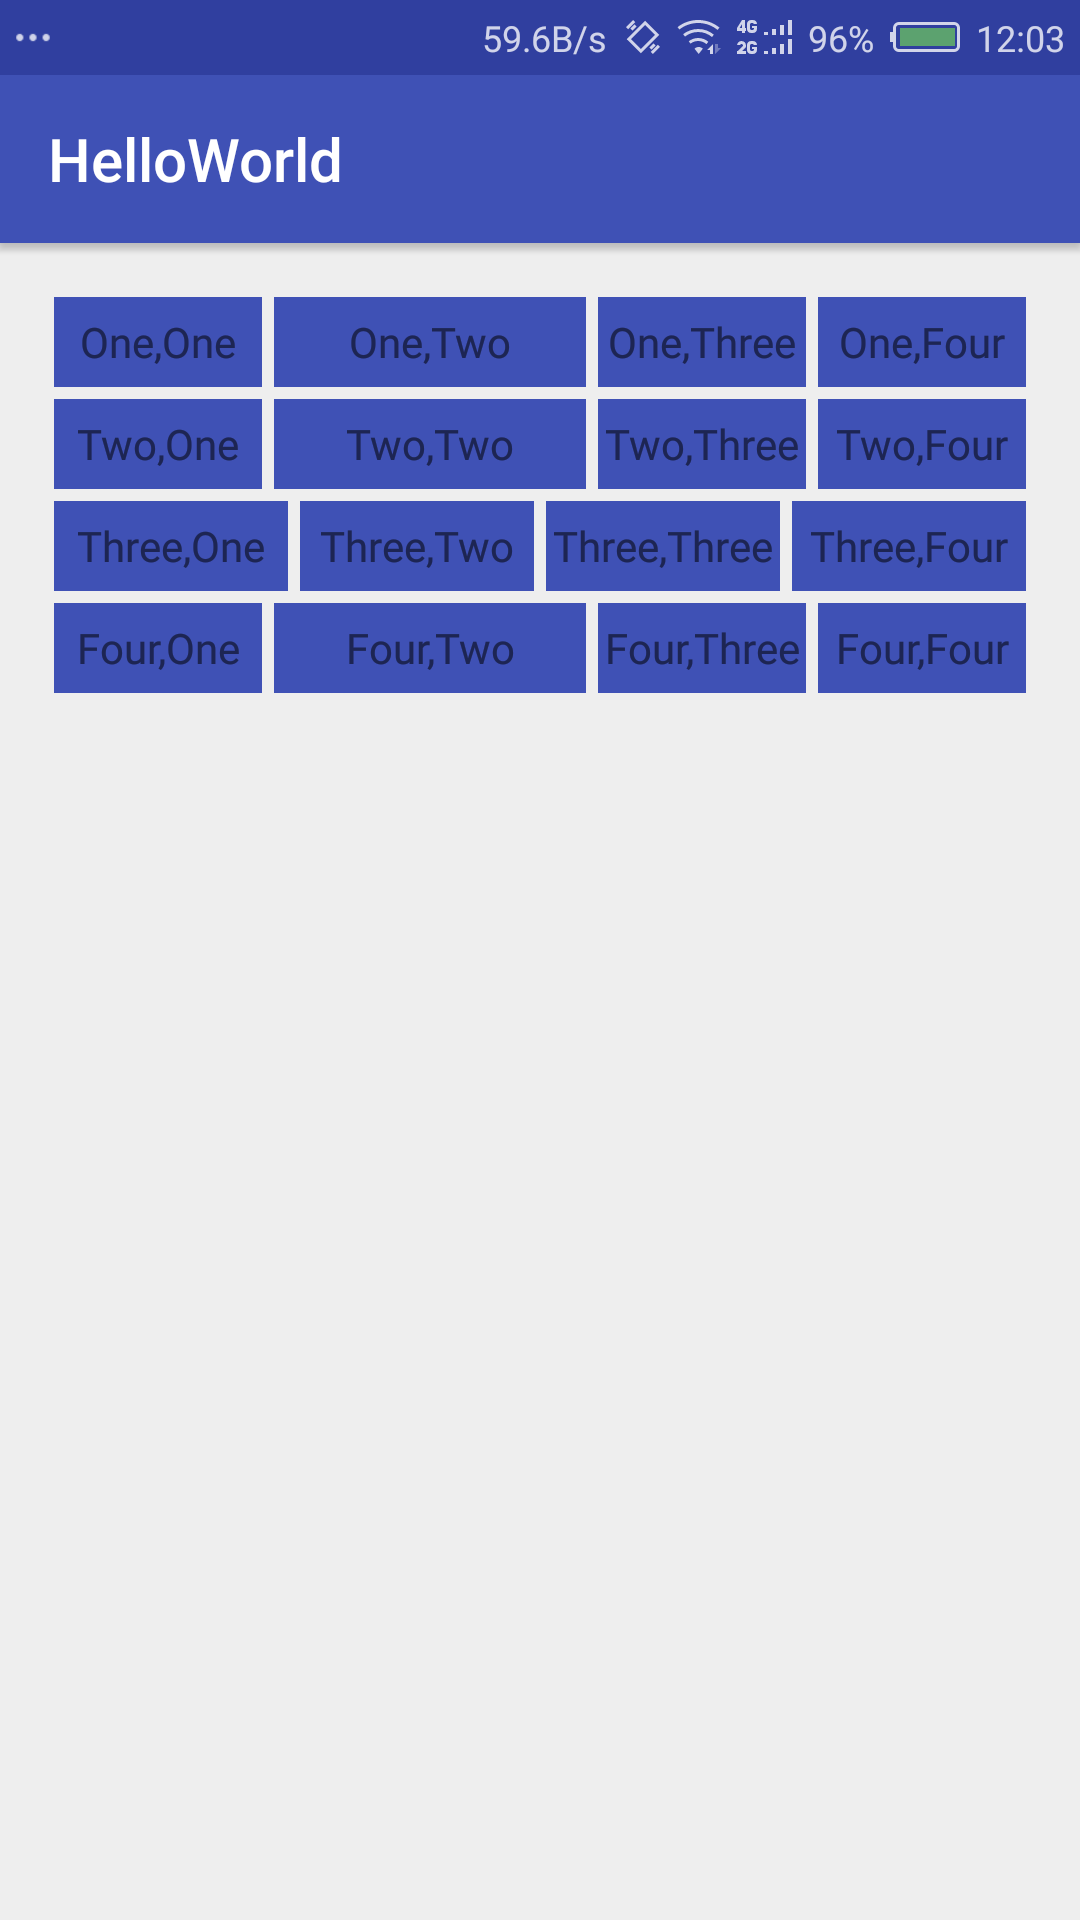 59.6B/s 4G 2G 96% 12:03
HelloWorld
One,One One,Two One,Three One,Four
Two,One Two,Two Two,Three Two,Four
Three,One Three,Two Three,Three Three,Four
Four,One Four,Two Four,Three Four,Four